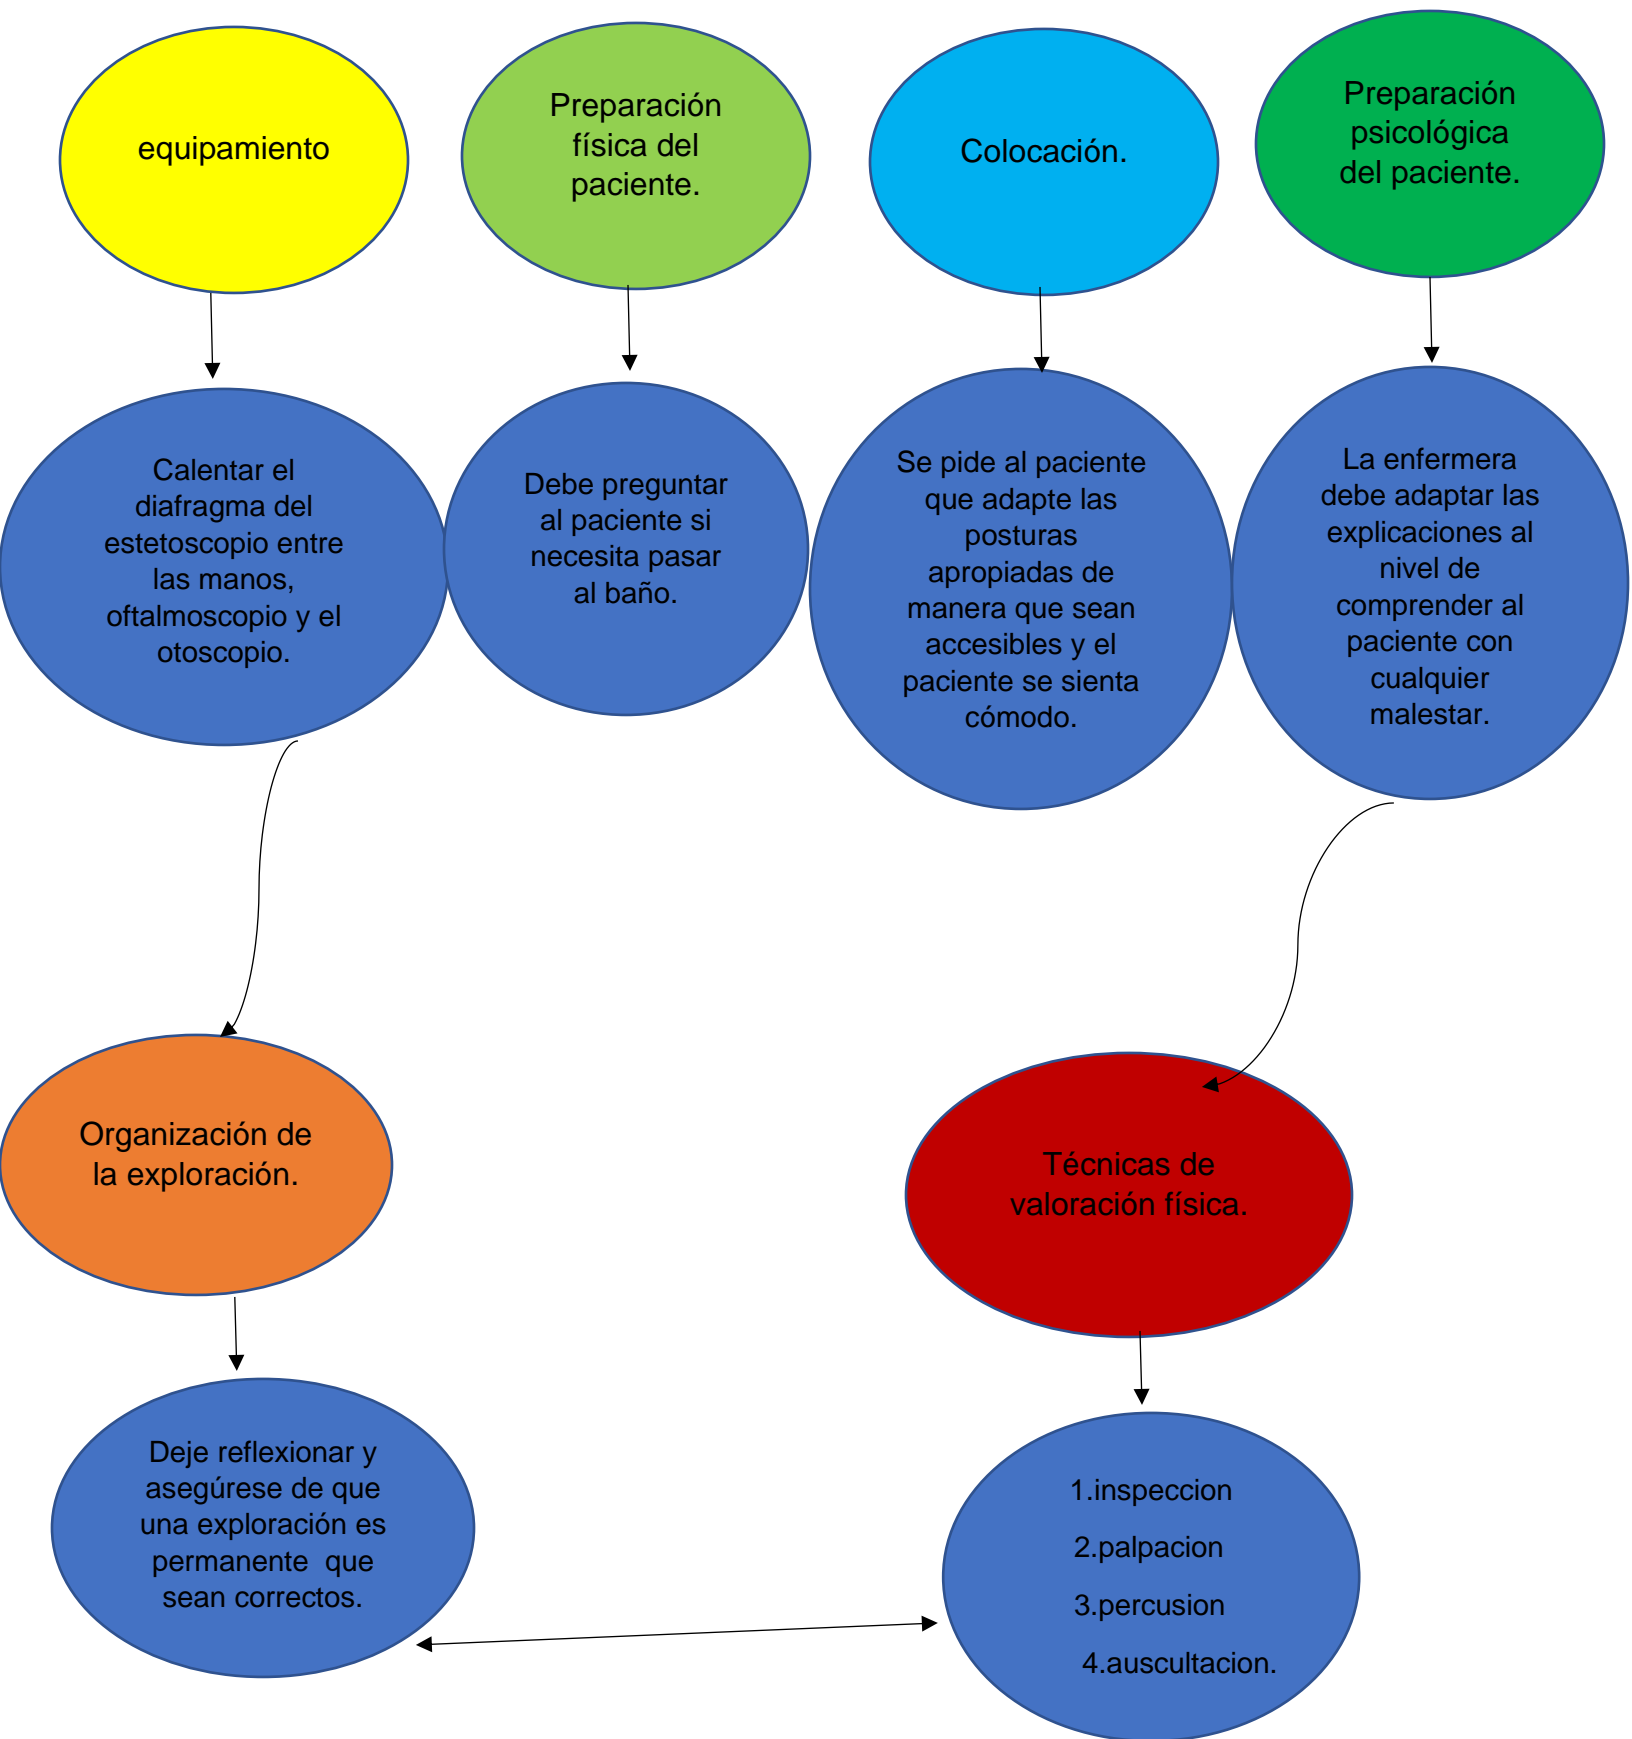 equipamiento
Preparación
física del
paciente.
Colocación.
Preparación
psicológica
del paciente.
Calentar el
diafragma del
estetoscopio entre
las manos,
oftalmoscopio y el
otoscopio.
Debe preguntar
al paciente si
necesita pasar
al baño.
Se pide al paciente
que adapte las
posturas
apropiadas de
manera que sean
accesibles y el
paciente se sienta
cómodo.
La enfermera
debe adaptar las
explicaciones al
nivel de
comprender al
paciente con
cualquier
malestar.
Organización de
la exploración.
Técnicas de
valoración física.
Deje reflexionar y
asegúrese de que
una exploración es
permanente  que
sean correctos.
1.inspeccion
2.palpacion
3.percusion
4.auscultacion.